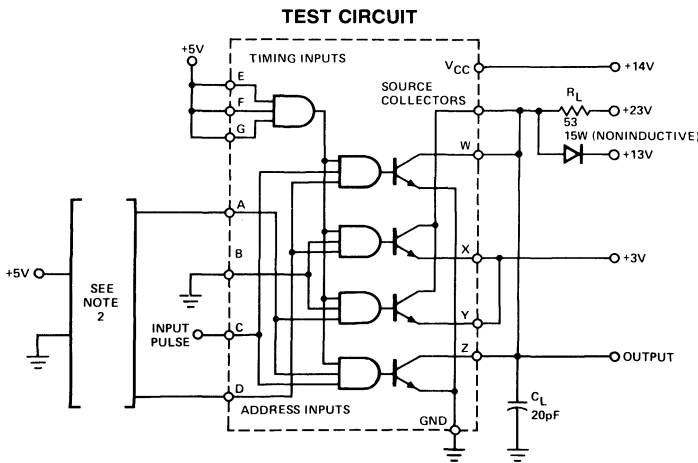 TEST CIRCUIT
+5V
TIMING INPUTS
E
F
G
VCC
+14V
SOURCE
COLLECTORS
RL
+23V
53
15W (NONINDUCTIVE)
+13V
W
A
B
X
+3V
+5V
SEE
NOTE
2
INPUT
PULSE
C
Y
Z
OUTPUT
D
ADDRESS INPUTS
GND
CL
20pF